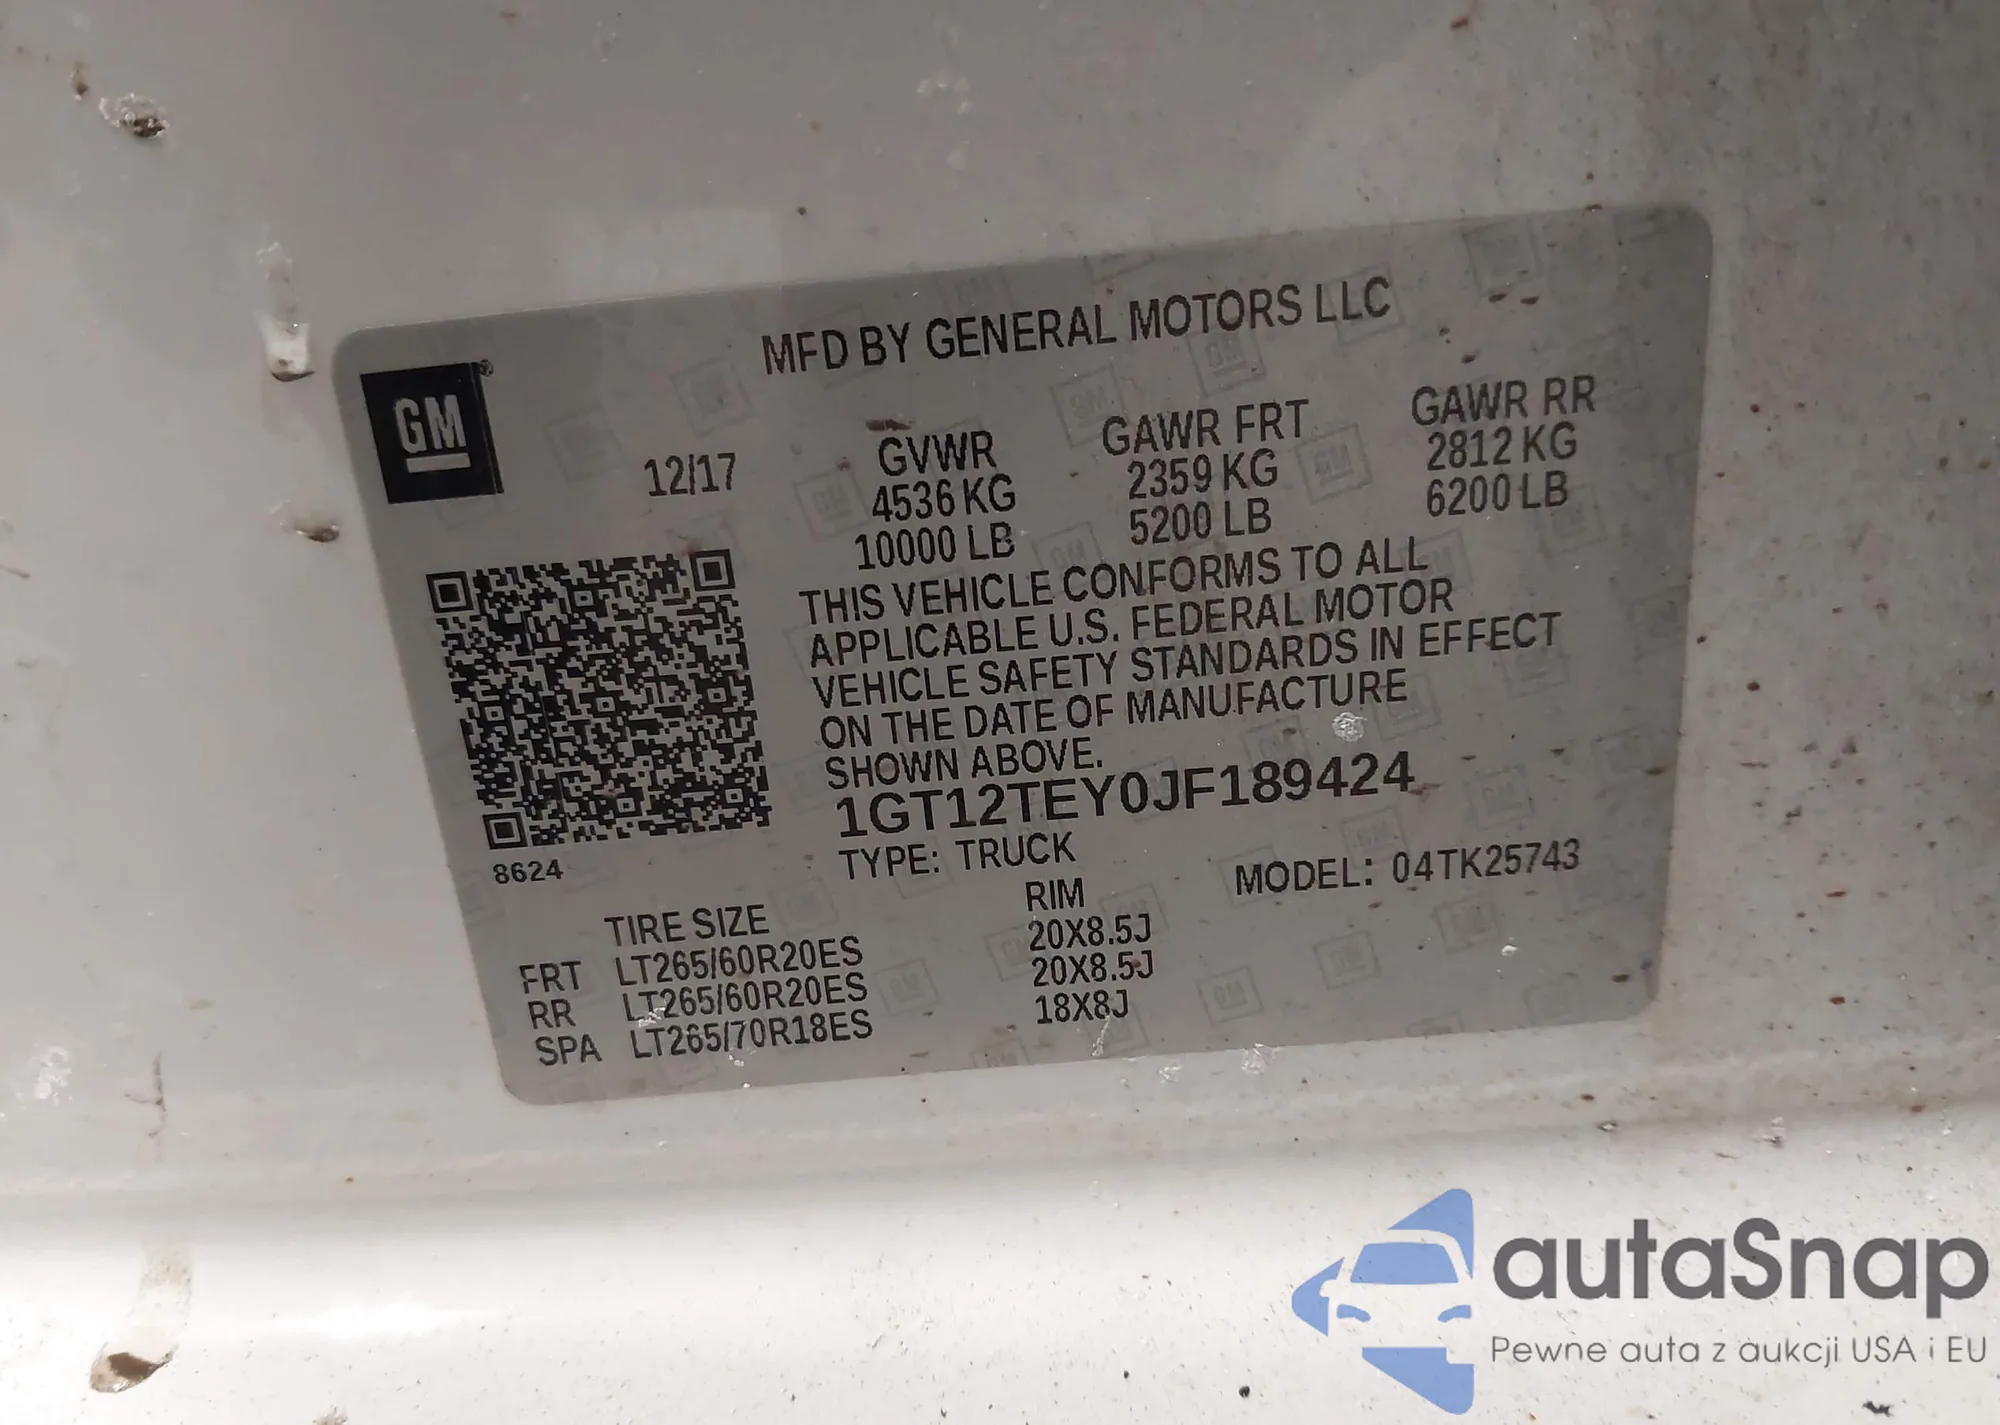 MFD BY GENERAL MOTORS LLC
GM®
12/17
GVWR
4536 KG
10000 LB
GAWR FRT
2359 KG
5200 LB
GAWR RR
2812 KG
6200 LB
THIS VEHICLE CONFORMS TO ALL
APPLICABLE U.S. FEDERAL MOTOR
VEHICLE SAFETY STANDARDS IN EFFECT
ON THE DATE OF MANUFACTURE
SHOWN ABOVE.
1GT12TEY0JF189424
TYPE: TRUCK
MODEL: 04TK25743
8624
TIRE SIZE RIM
FRT LT265/60R20ES 20X8.5J
RR LT265/60R20ES 20X8.5J
SPA LT265/70R18ES 18X8J
autaSnap
Pewne auta z aukcji USA i EU